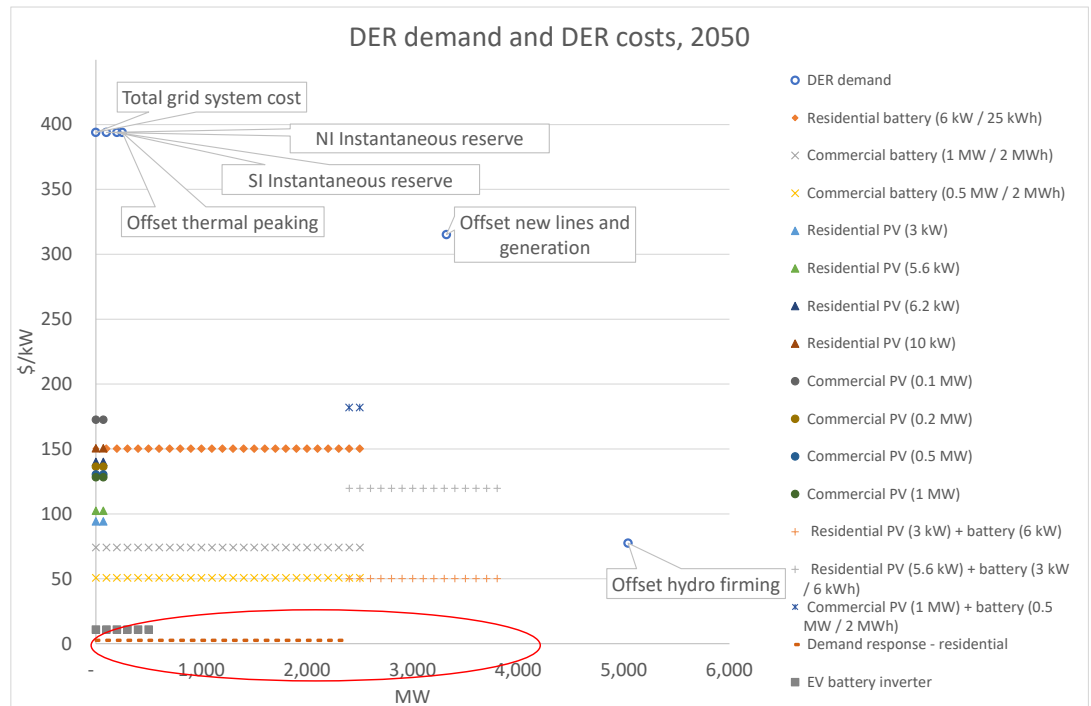 DER demand and DER costs, 2050
Total grid system cost
NI Instantaneous reserve
SI Instantaneous reserve
Offset thermal peaking
Offset new lines and
generation
Offset hydro firming
$/kW
400
350
300
250
200
150
100
50
0
-
1,000
2,000
3,000
4,000
5,000
6,000
MW
DER demand
Residential battery (6 kW / 25 kWh)
Commercial battery (1 MW / 2 MWh)
Commercial battery (0.5 MW / 2 MWh)
Residential PV (3 kW)
Residential PV (5.6 kW)
Residential PV (6.2 kW)
Residential PV (10 kW)
Commercial PV (0.1 MW)
Commercial PV (0.2 MW)
Commercial PV (0.5 MW)
Commercial PV (1 MW)
Residential PV (3 kW) + battery (6 kW)
Residential PV (5.6 kW) + battery (3 kW
/ 6 kWh)
Commercial PV (1 MW) + battery (0.5
MW / 2 MWh)
Demand response - residential
EV battery inverter